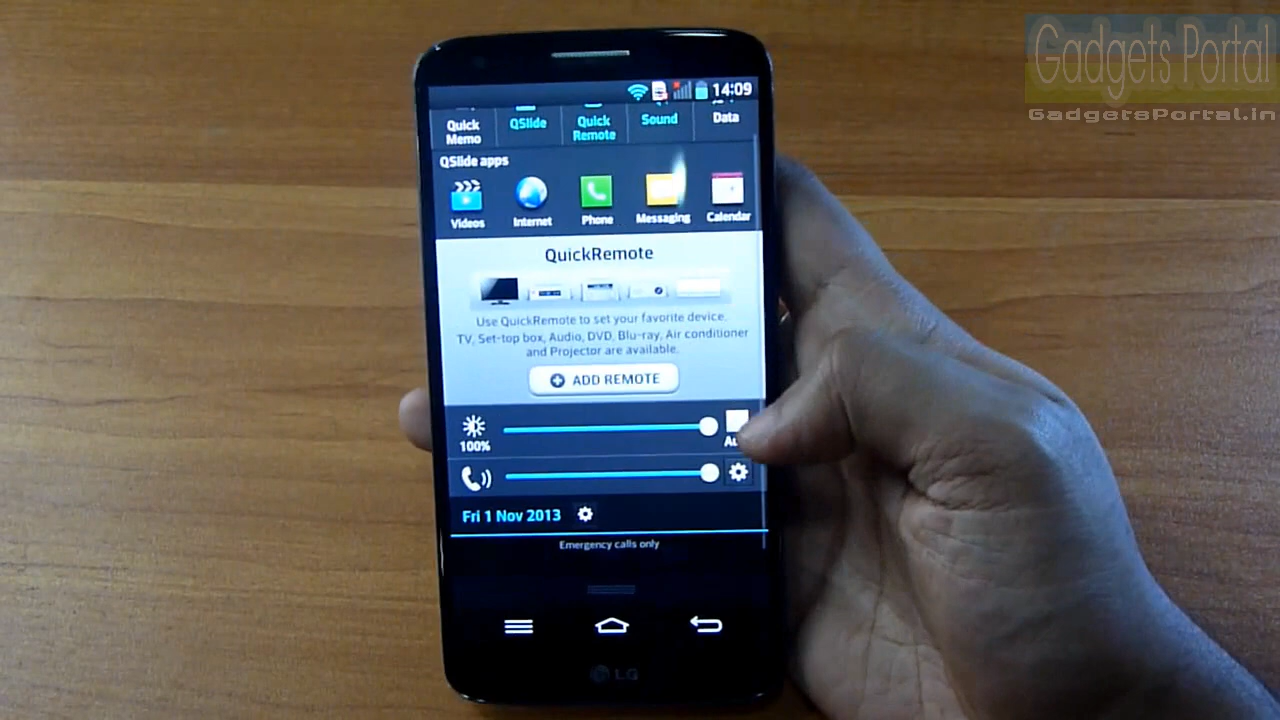 Gadgets Portal
GadgetsPortal.in
14:09
Quick Memo
QSlide
Quick Remote
Sound
Data
QSlide apps
Videos
Internet
Phone
Messaging
Calendar
QuickRemote
Use QuickRemote to set your favorite device.
TV, Set-top box, Audio, DVD, Blu-ray, Air conditioner
and Projector are available.
ADD REMOTE
100%
Fri 1 Nov 2013
Emergency calls only
LG